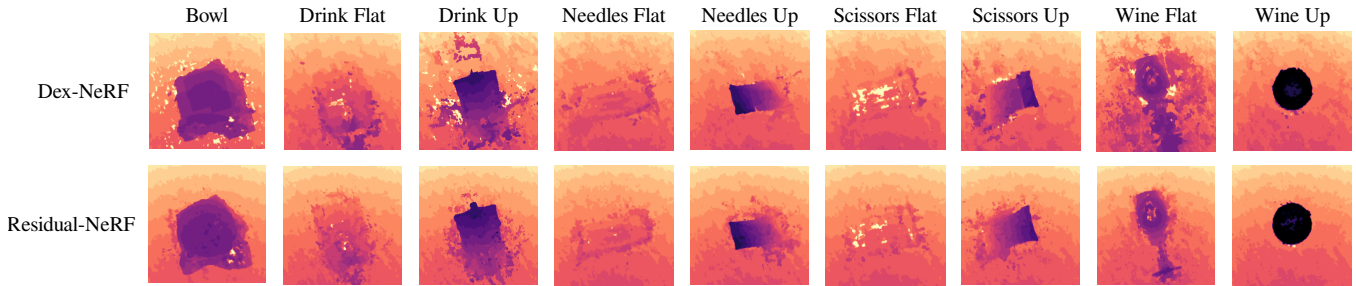 Bowl Drink Flat Drink Up Needles Flat Needles Up Scissors Flat Scissors Up Wine Flat Wine Up
Dex-NeRF
Residual-NeRF